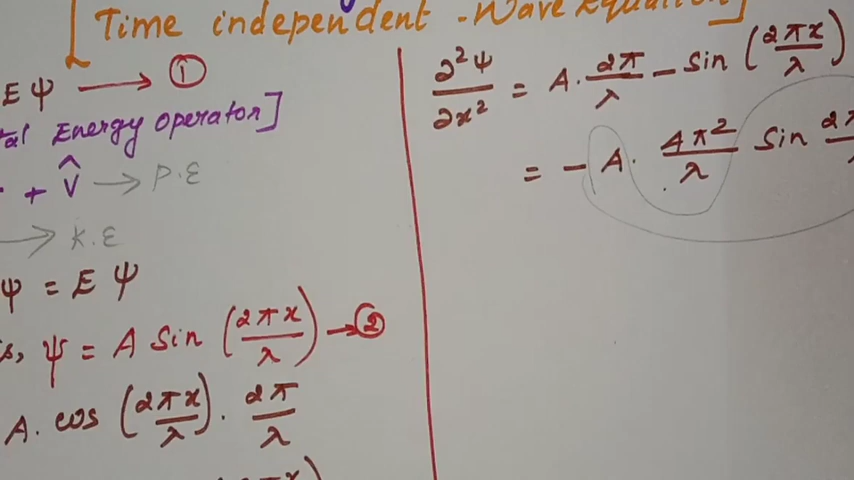 [Time independent - Wave Equation]
Eψ → ①
Energy operator]
+ V̂ → P.E
→ K.E
ψ = Eψ
ψ = A Sin (2πx/λ) → ②
A. cos (2πx/λ) . 2π/λ
∂²ψ/∂x² = A. 2π/λ - Sin (2πx/λ)
= - A. 4π²/λ Sin